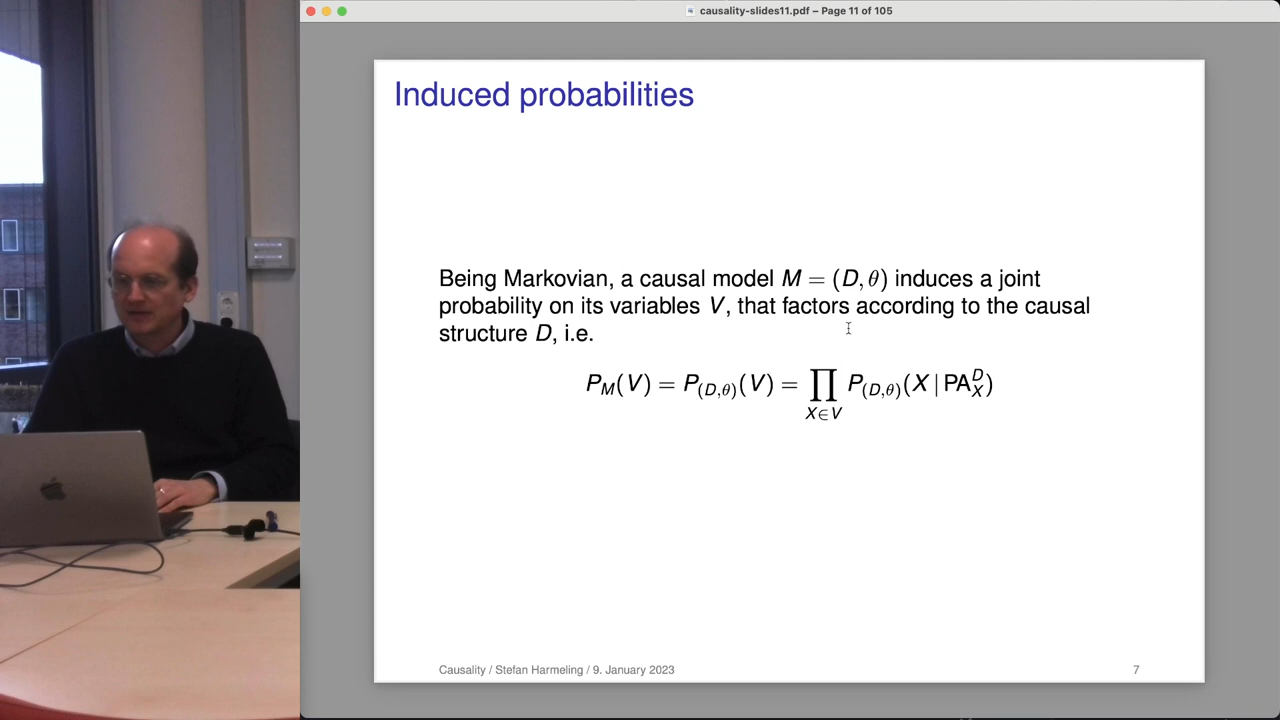 causality-slides11.pdf – Page 11 of 105
Induced probabilities
Being Markovian, a causal model M = (D, θ) induces a joint
probability on its variables V, that factors according to the causal
structure D, i.e.
P_M(V) = P_(D,θ)(V) = ∏_{X∈V} P_(D,θ)(X | PA_X^D)
Causality / Stefan Harmeling / 9. January 2023
7